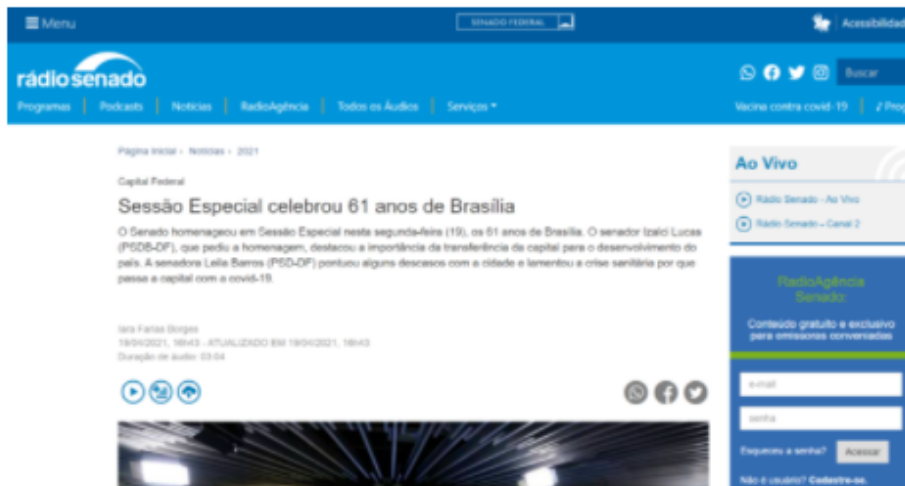 Menu
SENADO FEDERAL
Acessibilidad
rádiosenado
Buscar
Programas
Podcasts
Notícias
RadioAgência
Todos os Áudios
Serviços
Vacina contra covid-19
Prog
Página Inicial › Notícias › 2021
Capital Federal
Sessão Especial celebrou 61 anos de Brasília
O Senado homenageou em Sessão Especial nesta segunda-feira (19), os 61 anos de Brasília. O senador Izalci Lucas
(PSDB-DF), que pediu a homenagem, destacou a importância da transferência da capital para o desenvolvimento do
país. A senadora Leila Barros (PSD-DF) pontuou alguns descasos com a cidade e lamentou a crise sanitária por que
passa a capital com a covid-19.
Iara Farias Borges
19/04/2021, 16h43 - ATUALIZADO EM 19/04/2021, 16h43
Duração de áudio: 03:04
Ao Vivo
Rádio Senado - Ao Vivo
Rádio Senado – Canal 2
RadioAgência
Senado:
Conteúdo gratuito e exclusivo
para emissoras conveniadas
e-mail
senha
Esqueceu a senha?
Acessar
Não é usuário? Cadastre-se.